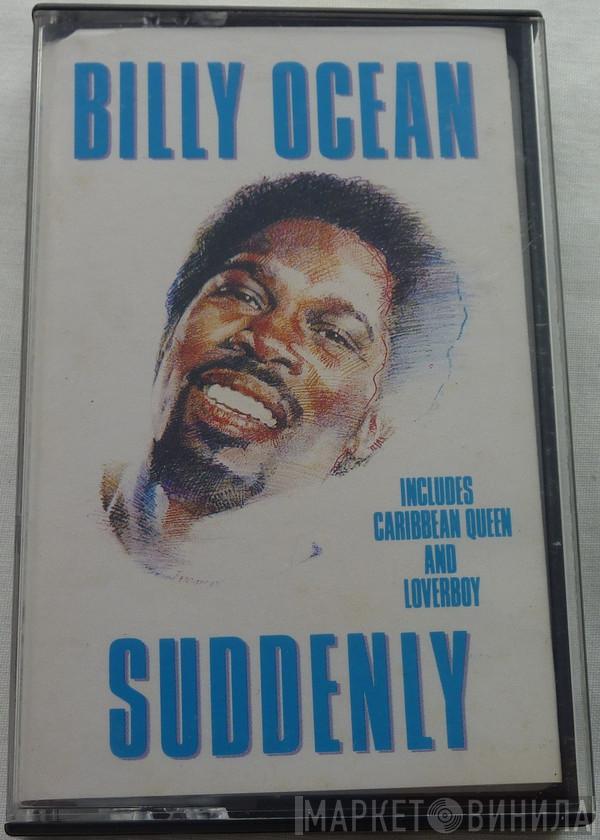 BILLY OCEAN
INCLUDES
CARIBBEAN QUEEN
AND
LOVERBOY
SUDDENLY
МАРКЕТ ВИНИЛА